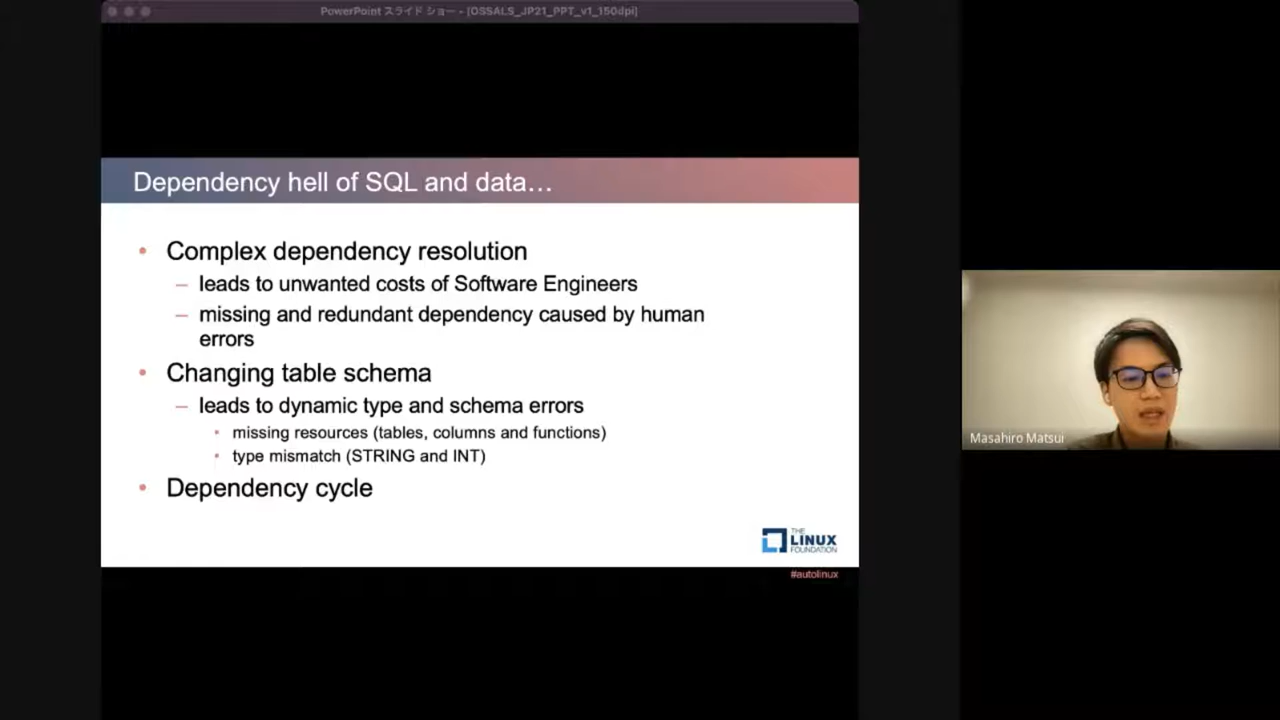 PowerPoint スライド ショー - [OSSALS_JP21_PPT_v1_150dpi]
Dependency hell of SQL and data…
• Complex dependency resolution
– leads to unwanted costs of Software Engineers
– missing and redundant dependency caused by human
errors
• Changing table schema
– leads to dynamic type and schema errors
• missing resources (tables, columns and functions)
• type mismatch (STRING and INT)
• Dependency cycle
THE
LINUX
FOUNDATION
#autolinux
Masahiro Matsui